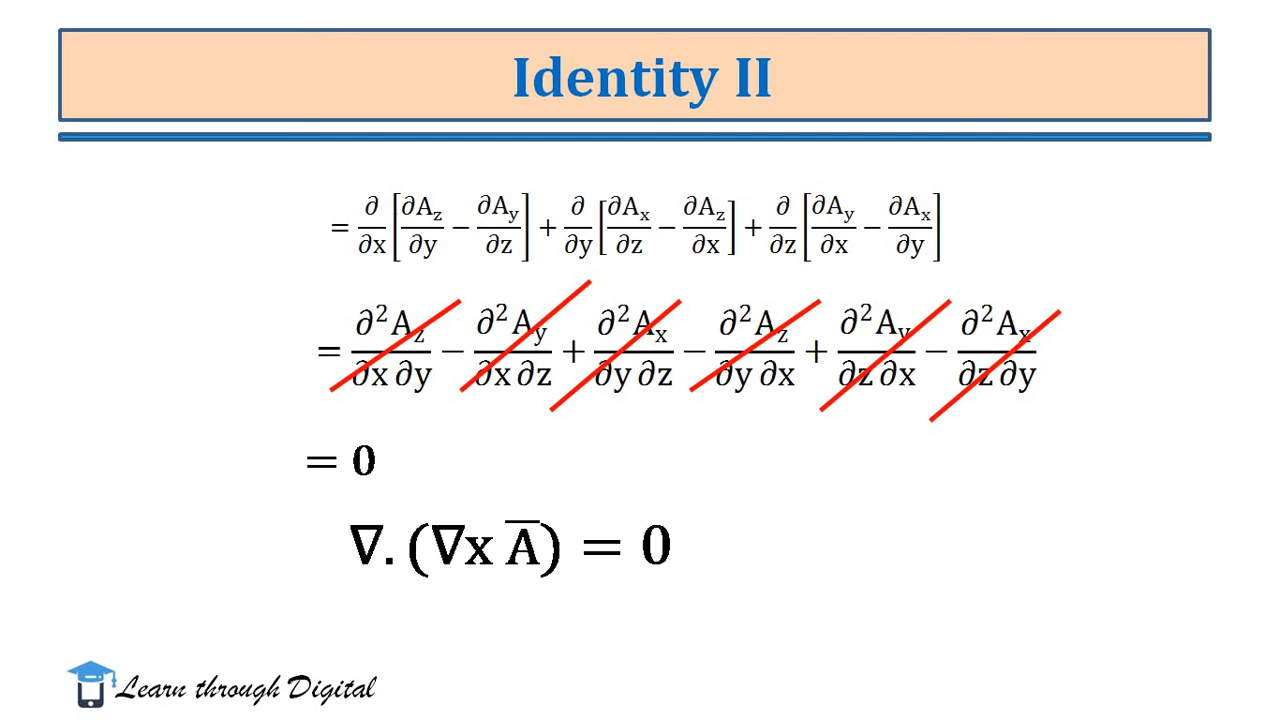 Identity II
= ∂/∂x [∂A_z/∂y − ∂A_y/∂z] + ∂/∂y [∂A_x/∂z − ∂A_z/∂x] + ∂/∂z [∂A_y/∂x − ∂A_x/∂y]
= ∂²A_z/∂x ∂y − ∂²A_y/∂x ∂z + ∂²A_x/∂y ∂z − ∂²A_z/∂y ∂x + ∂²A_y/∂z ∂x − ∂²A_x/∂z ∂y
= 0
∇. (∇x A̅) = 0
Learn through Digital